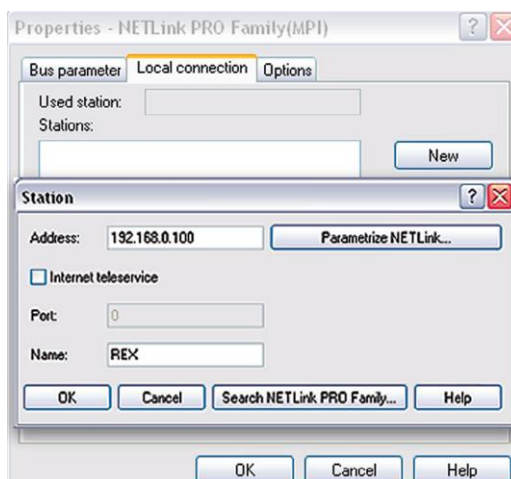 Properties - NETLink PRO Family(MPI)
Bus parameter Local connection Options
Used station:
Stations:
New
Station
Address: 192.168.0.100 Parametrize NETLink...
Internet teleservice
Port: 0
Name: REX
OK Cancel Search NETLink PRO Family... Help
OK Cancel Help